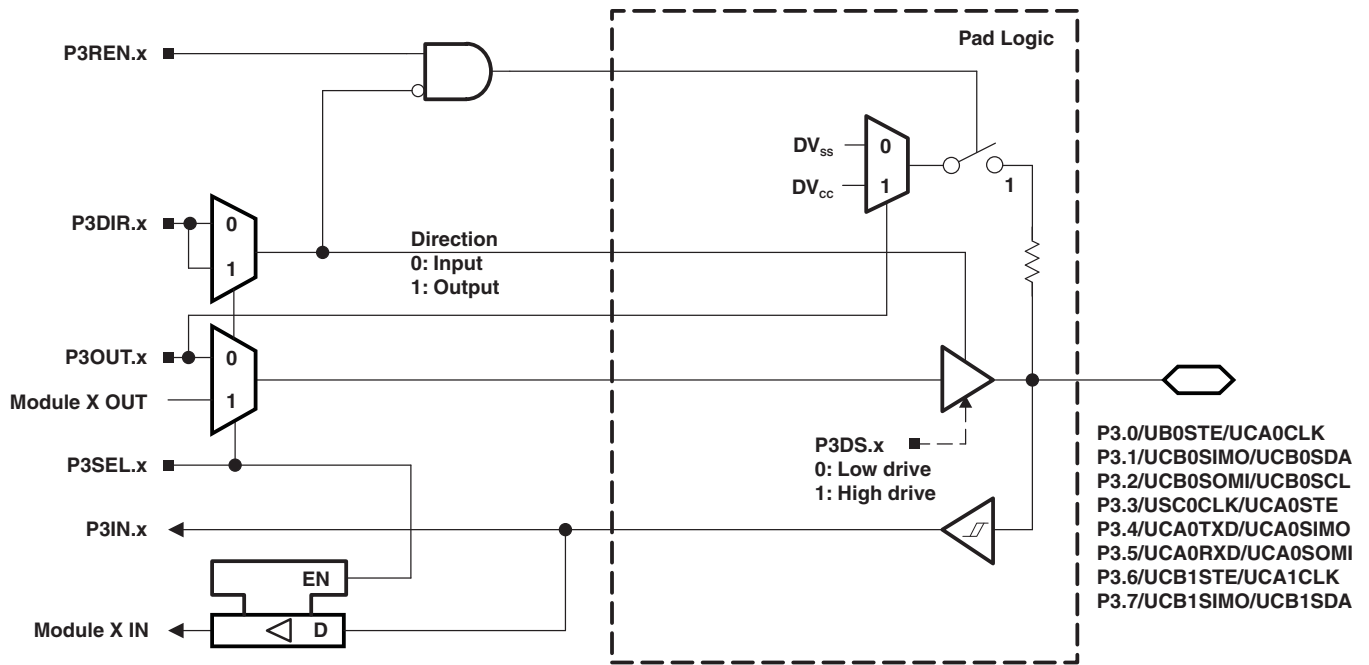 Pad Logic
P3REN.x
DVSS
0
DVCC
1
1
P3DIR.x
0
1
Direction
0: Input
1: Output
P3OUT.x
0
Module X OUT
1
P3DS.x
0: Low drive
1: High drive
P3SEL.x
P3IN.x
EN
D
Module X IN
P3.0/UB0STE/UCA0CLK
P3.1/UCB0SIMO/UCB0SDA
P3.2/UCB0SOMI/UCB0SCL
P3.3/USC0CLK/UCA0STE
P3.4/UCA0TXD/UCA0SIMO
P3.5/UCA0RXD/UCA0SOMI
P3.6/UCB1STE/UCA1CLK
P3.7/UCB1SIMO/UCB1SDA